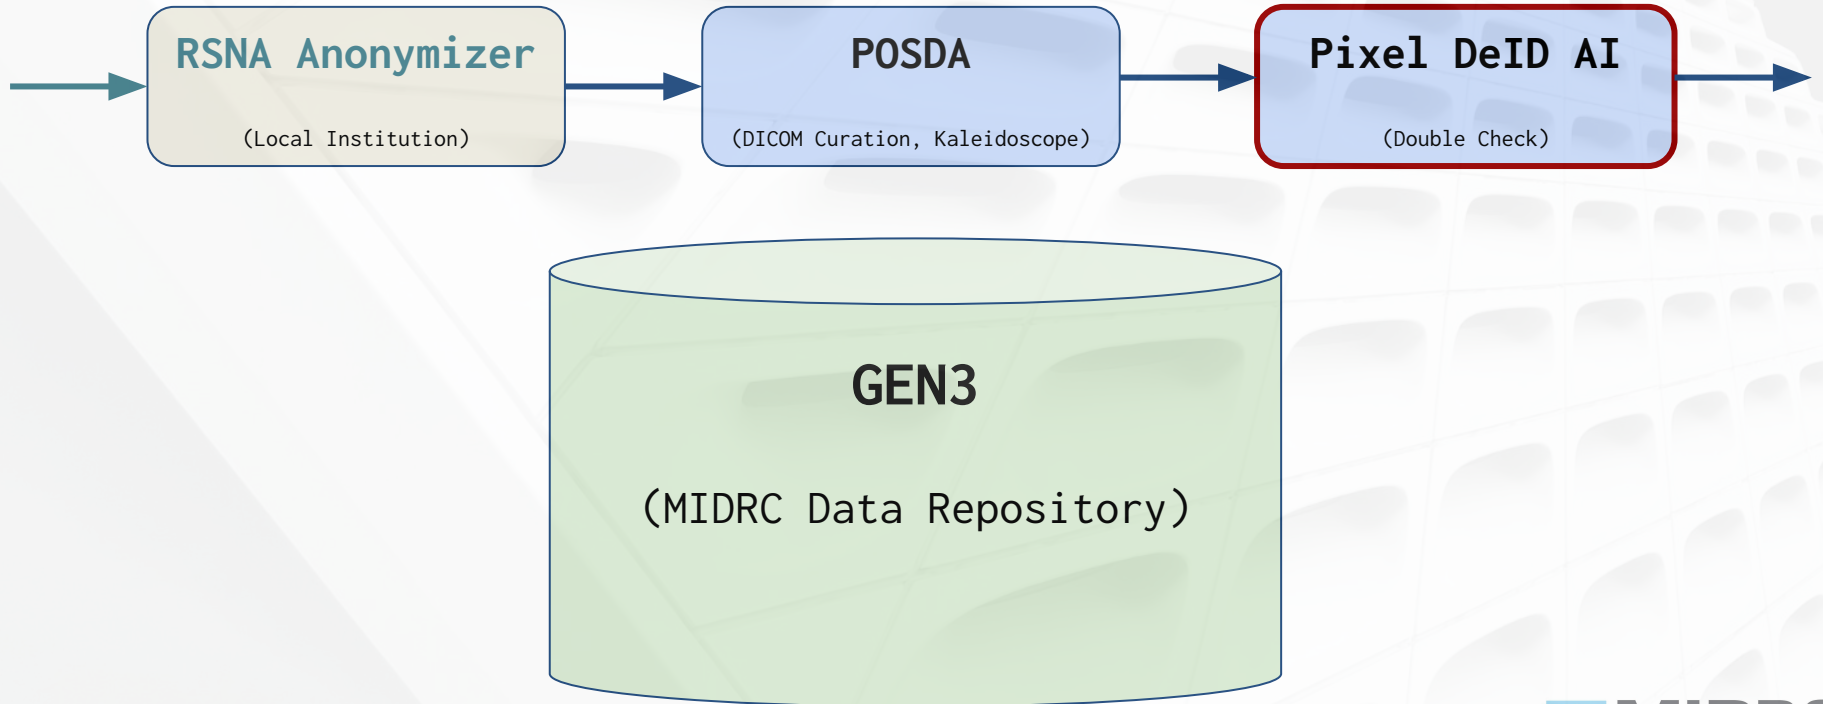 RSNA Anonymizer
(Local Institution)
POSDA
(DICOM Curation, Kaleidoscope)
Pixel DeID AI
(Double Check)
GEN3
(MIDRC Data Repository)